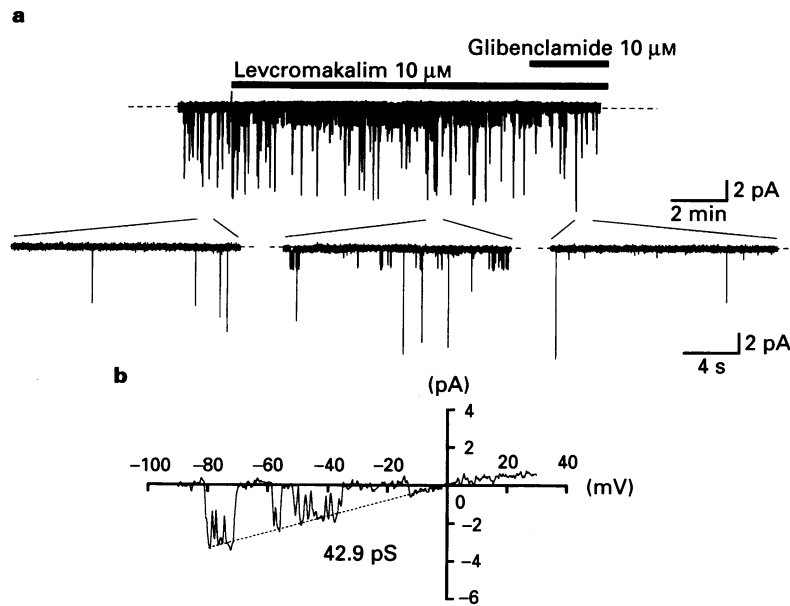 a
Glibenclamide 10 μM
Levcromakalim 10 μM
2 pA
2 min
2 pA
4 s
b
(pA)
4
2
−100 −80 −60 −40 −20 20 40
(mV)
0
−2
42.9 pS
−4
−6